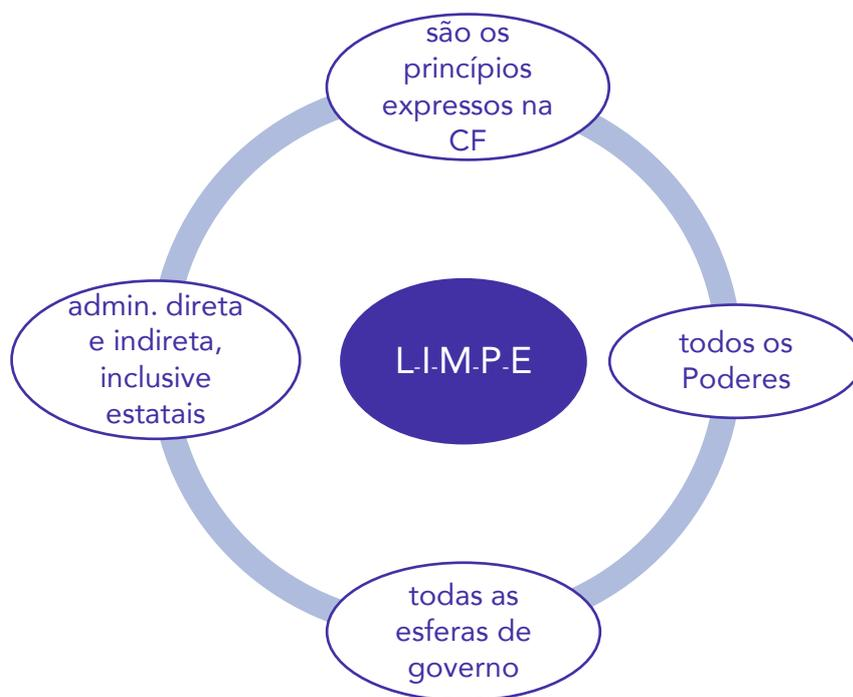 são os
princípios
expressos na
CF
admin. direta
e indireta,
inclusive
estatais
L-I-M-P-E
todos os
Poderes
todas as
esferas de
governo